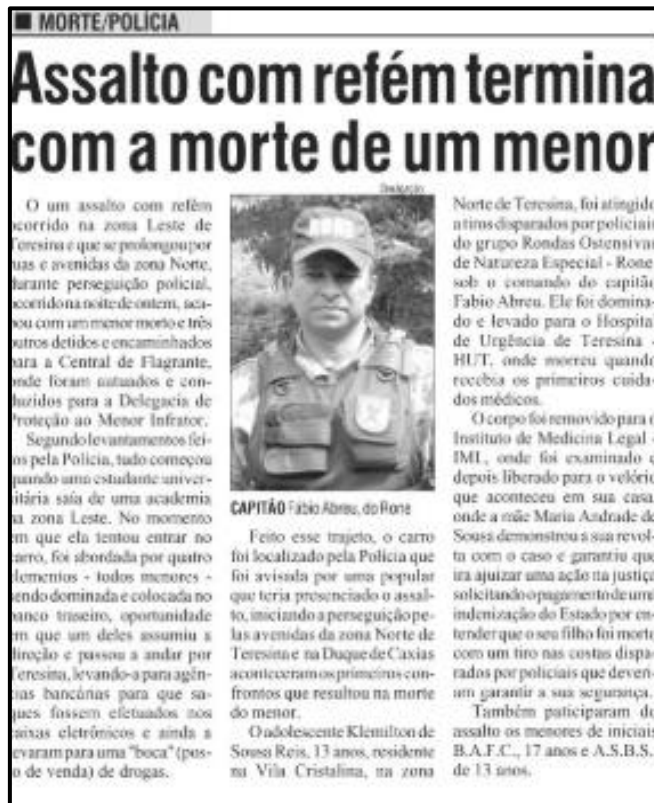 MORTE/POLÍCIA
Assalto com refém termina
com a morte de um menor
O um assalto com refém
ocorrido na zona Leste de
Teresina e que se prolongou por
ruas e avenidas da zona Norte,
durante perseguição policial,
ocorrido na noite de ontem, aca-
bou com um menor morto e três
outros detidos e encaminhados
para a Central de Flagrante,
onde foram autuados e con-
duzidos para a Delegacia de
Proteção ao Menor Infrator.
Segundo levantamentos fei-
tos pela Polícia, tudo começou
quando uma estudante univer-
sitária saía de uma academia
na zona Leste. No momento
em que ela tentou entrar no
carro, foi abordada por quatro
elementos - todos menores -
sendo dominada e colocada no
banco traseiro, oportunidade
em que um deles assumiu a
direção e passou a andar por
Teresina, levando-a para agên-
cias bancárias para que sa-
ques fossem efetuados nos
caixas eletrônicos e ainda a
levaram para uma "boca" (pos-
to de venda) de drogas.
Divulgação
CAPITÃO Fábio Abreu, do Rone
Feito esse trajeto, o carro
foi localizado pela Polícia que
foi avisada por uma popular
que teria presenciado o assal-
to, iniciando a perseguição pe-
las avenidas da zona Norte de
Teresina e na Duque de Caxias
aconteceram os primeiros con-
frontos que resultou na morte
do menor.
O adolescente Klemilton de
Sousa Reis, 13 anos, residente
na Vila Cristalina, na zona
Norte de Teresina, foi atingido
a tiros disparados por policiais
do grupo Rondas Ostensivas
de Natureza Especial - Rone,
sob o comando do capitão
Fabio Abreu. Ele foi domina-
do e levado para o Hospital
de Urgência de Teresina -
HUT, onde morreu quando
recebia os primeiros cuida-
dos médicos.
O corpo foi removido para o
Instituto de Medicina Legal -
IML, onde foi examinado e
depois liberado para o velório
que aconteceu em sua casa,
onde a mãe Maria Andrade de
Sousa demonstrou a sua revol-
ta com o caso e garantiu que
ira ajuizar uma ação na justiça
solicitando o pagamento de uma
indenização do Estado por en-
tender que o seu filho foi morto
com um tiro nas costas dispa-
rados por policiais que deveri-
am garantir a sua segurança.
Também paticiparam do
assalto os menores de iniciais
B.A.F.C., 17 anos e A.S.B.S.
de 13 anos.